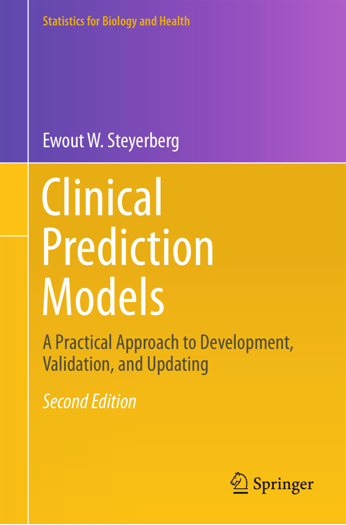 Statistics for Biology and Health
Ewout W. Steyerberg
Clinical
Prediction
Models
A Practical Approach to Development,
Validation, and Updating
Second Edition
Springer